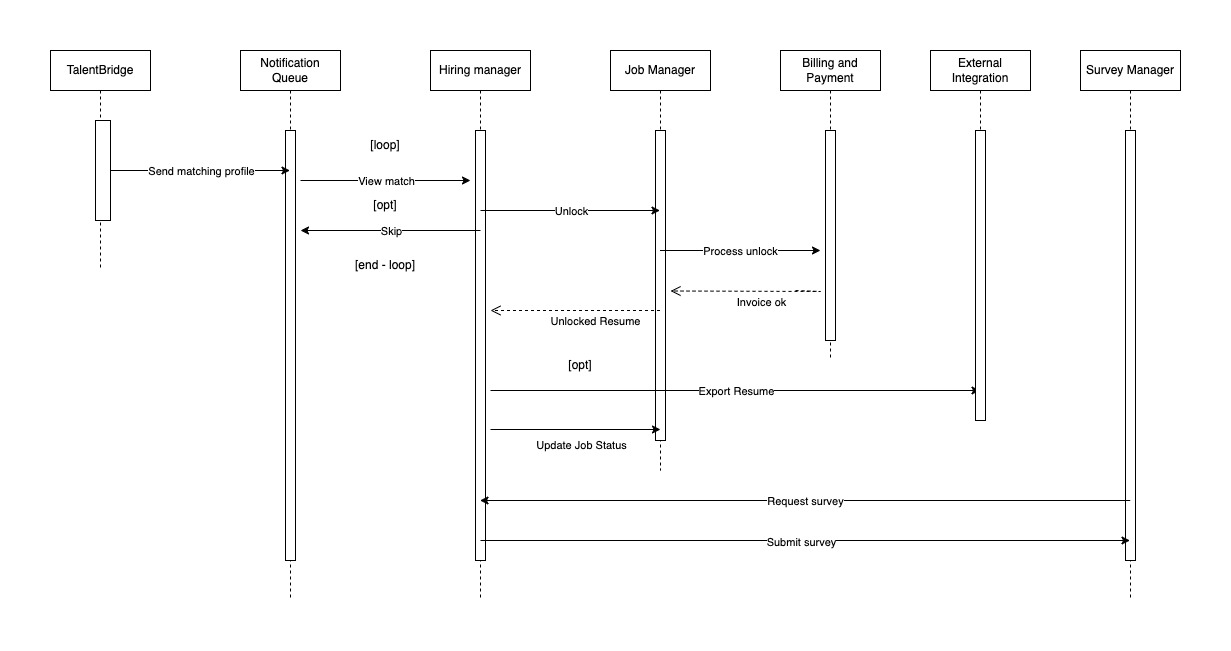 TalentBridge
Notification
Queue
Hiring manager
Job Manager
Billing and
Payment
External
Integration
Survey Manager
[loop]
Send matching profile
View match
[opt]
Unlock
Skip
Process unlock
[end - loop]
Invoice ok
Unlocked Resume
[opt]
Export Resume
Update Job Status
Request survey
Submit survey